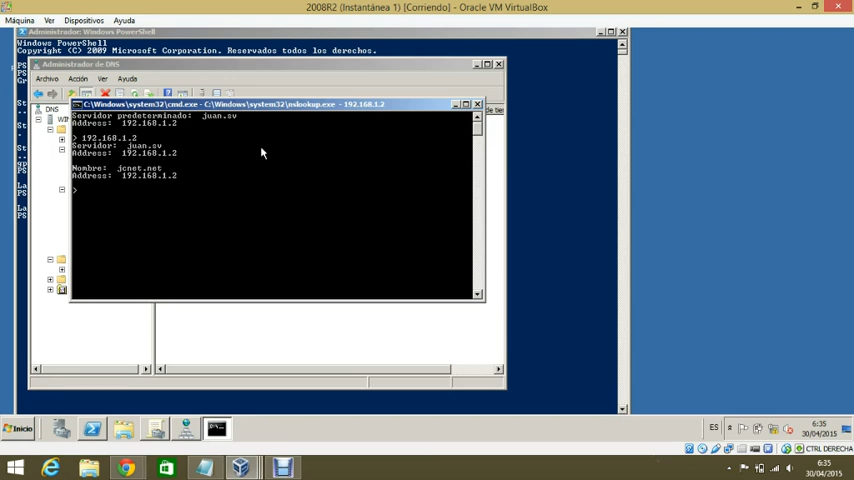 2008R2 (Instantánea 1) [Corriendo] - Oracle VM VirtualBox
Máquina Ver Dispositivos Ayuda
Administrador: Windows PowerShell
Windows PowerShell
Copyright (C) 2009 Microsoft Corporation. Reservados todos los derechos.
Administrador de DNS
Archivo Acción Ver Ayuda
DNS
C:\Windows\system32\cmd.exe - C:\Windows\system32\nslookup.exe - 192.168.1.2
Servidor predeterminado: juan.sv
Address: 192.168.1.2
> 192.168.1.2
Servidor: juan.sv
Address: 192.168.1.2
Nombre: jcnet.net
Address: 192.168.1.2
>
Inicio
ES
6:35
30/04/2015
CTRL DERECHA
6:35
30/04/2015